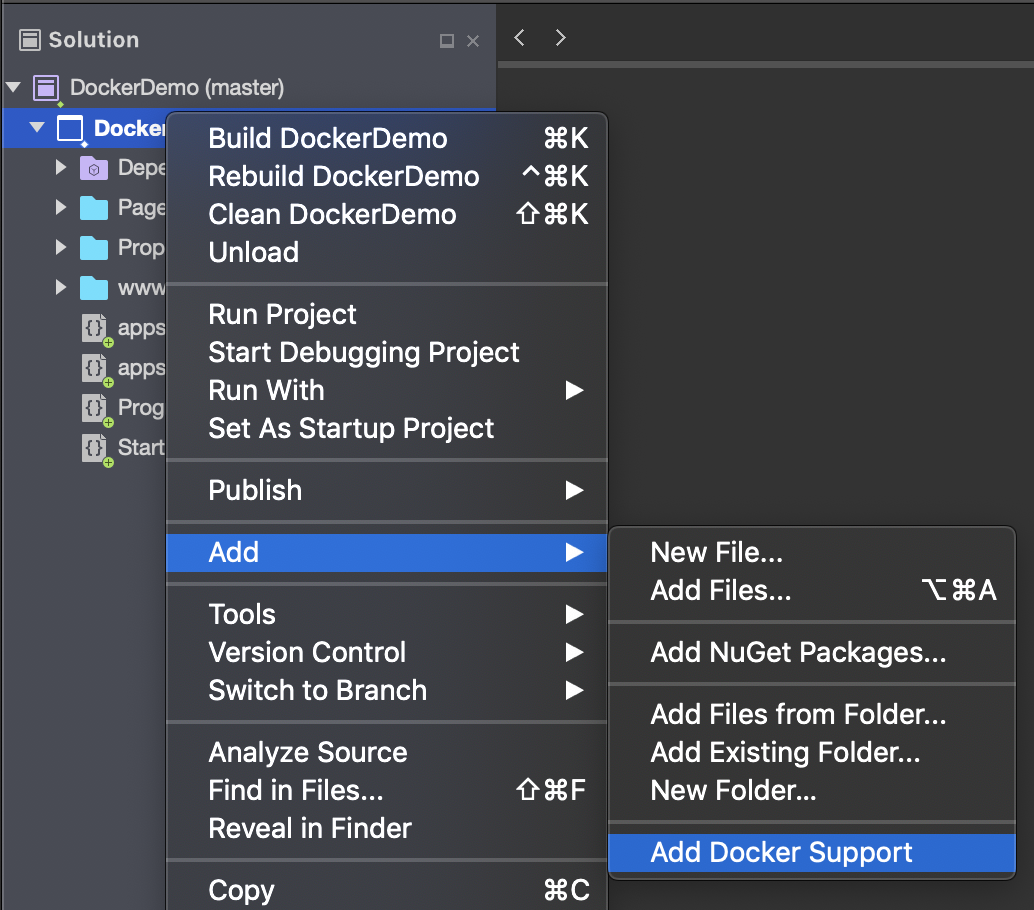 Solution
DockerDemo (master)
Docker
Depe
Page
Prop
www
apps
apps
Prog
Start
Build DockerDemo ⌘K
Rebuild DockerDemo ^⌘K
Clean DockerDemo ⇧⌘K
Unload
Run Project
Start Debugging Project
Run With
Set As Startup Project
Publish
Add
Tools
Version Control
Switch to Branch
Analyze Source
Find in Files... ⇧⌘F
Reveal in Finder
Copy ⌘C
New File...
Add Files... ⌥⌘A
Add NuGet Packages...
Add Files from Folder...
Add Existing Folder...
New Folder...
Add Docker Support